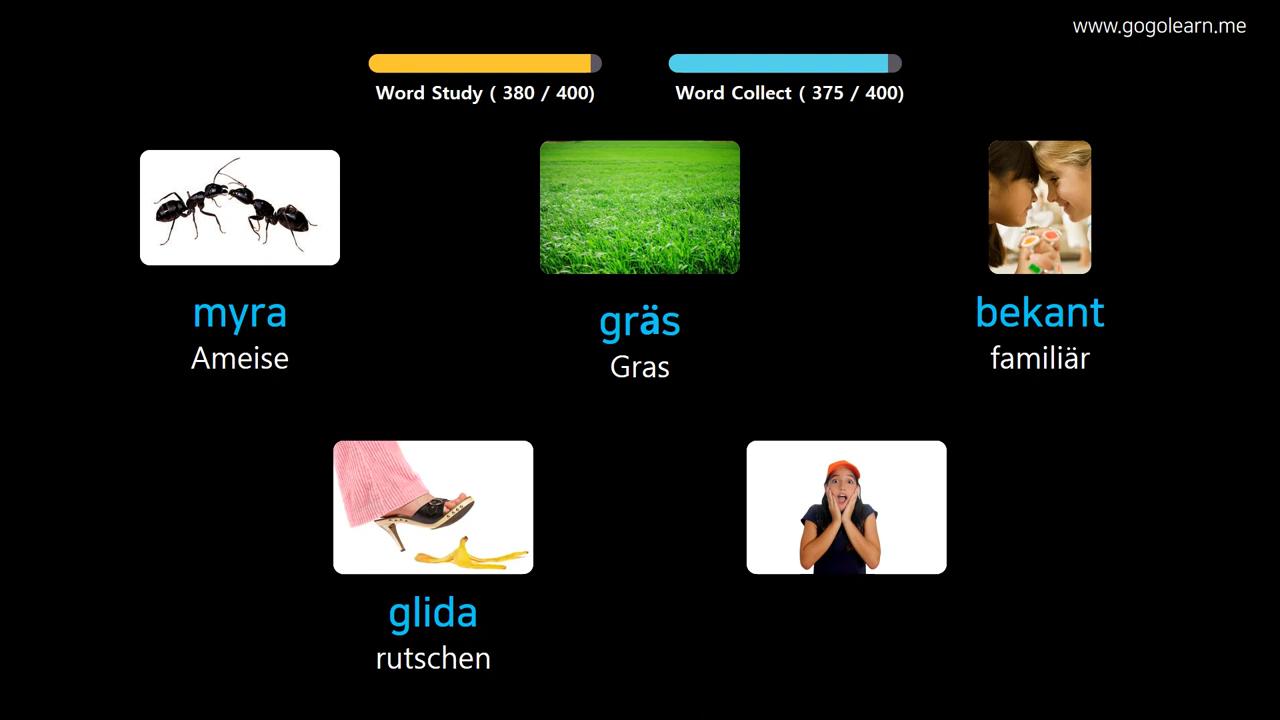 www.gogolearn.me
Word Study ( 380 / 400)
Word Collect ( 375 / 400)
myra
Ameise
gräs
Gras
bekant
familiär
glida
rutschen